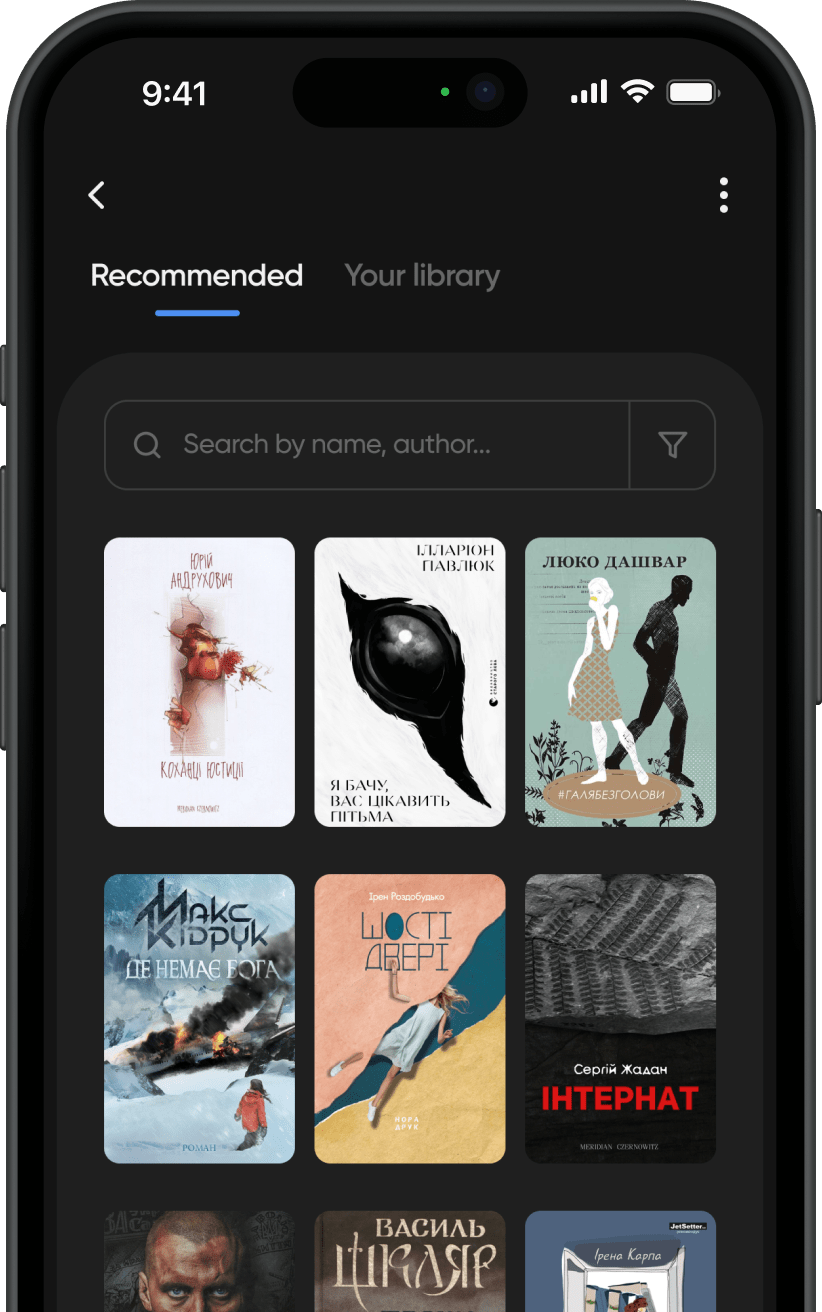 9:41
Recommended
Your library
Search by name, author...
ЮРІЙ
АНДРУХОВИЧ
КОХАНЦІ ЮСТИЦІЇ
MERIDIAN CZERNOWITZ
ІЛЛАРІОН
ПАВЛЮК
Я БАЧУ,
ВАС ЦІКАВИТЬ
ПІТЬМА
ЛЮКО ДАШВАР
#ГАЛЯБЕЗГОЛОВИ
МАКС
КІДРУК
ДЕ НЕМАЄ БОГА
РОМАН
Ірен Роздобудько
ШОСТІ
ДВЕРІ
НОРА
ДРУК
Сергій Жадан
ІНТЕРНАТ
MERIDIAN CZERNOWITZ
ВАСИЛЬ
ШКЛЯР
JetSetter
Ірена Карпа